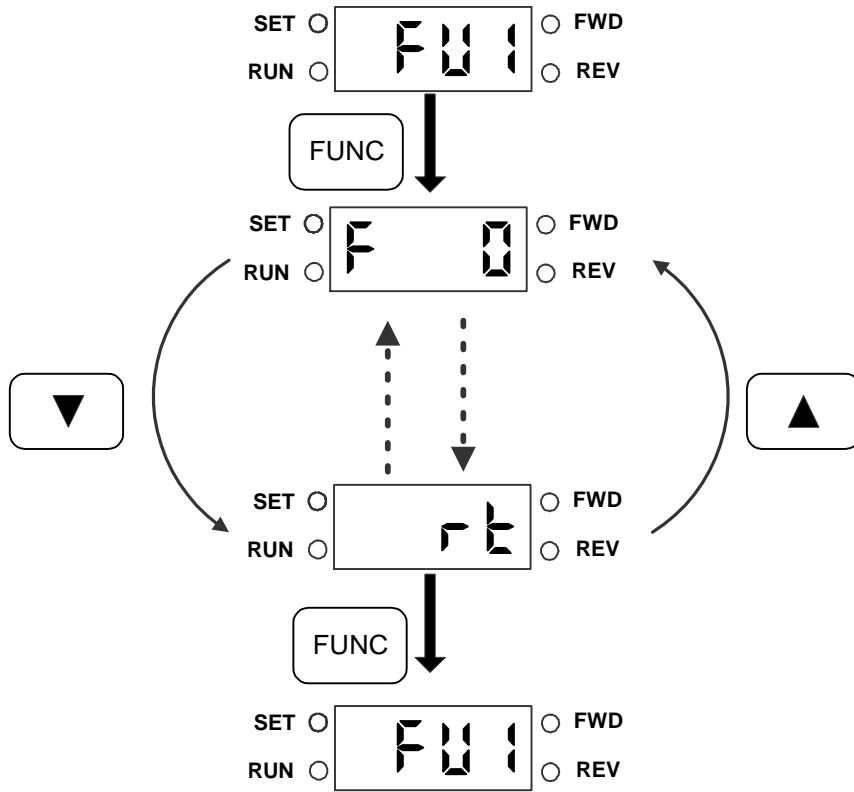 SET FU1 FWD
RUN REV
FUNC
SET F 0 FWD
RUN REV
▼ ▲
SET rt FWD
RUN REV
FUNC
SET FU1 FWD
RUN REV